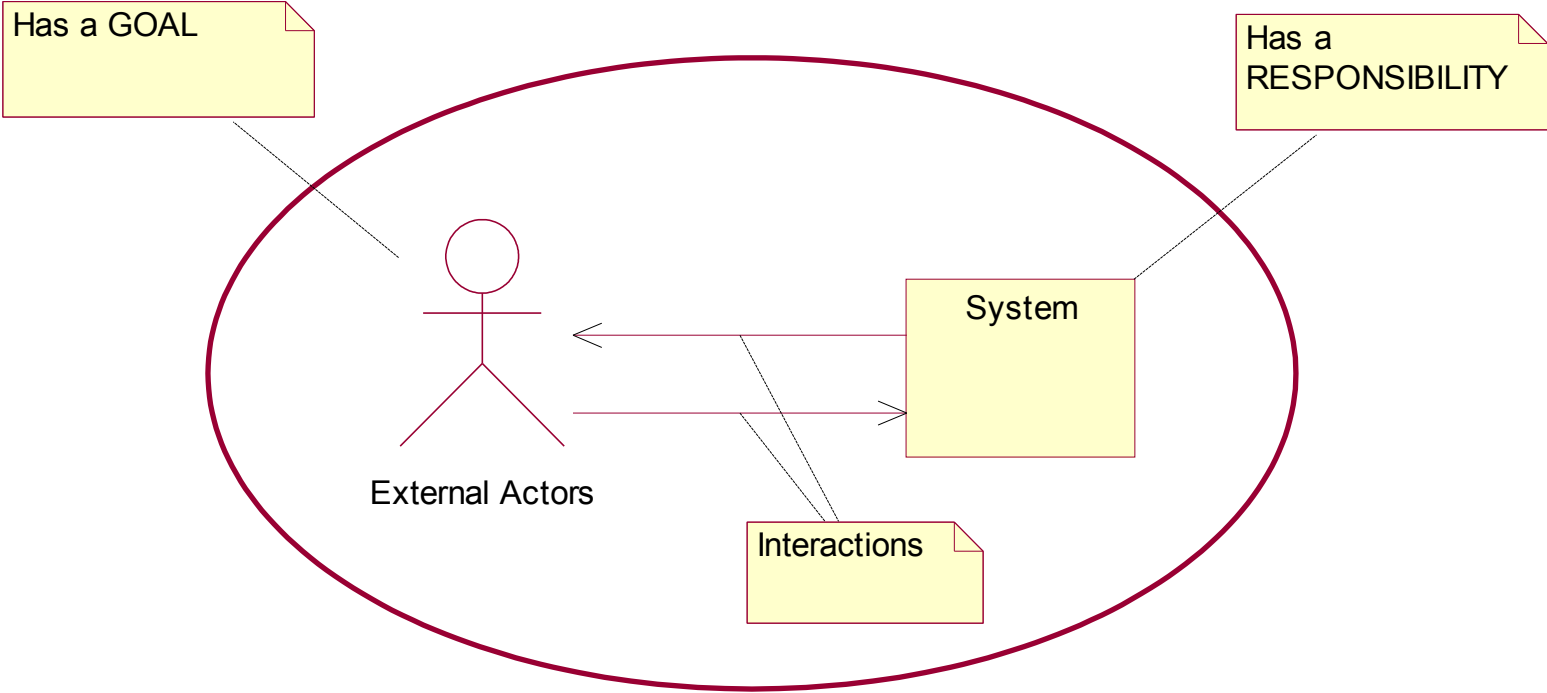 Has a GOAL
Has a
RESPONSIBILITY
System
External Actors
Interactions